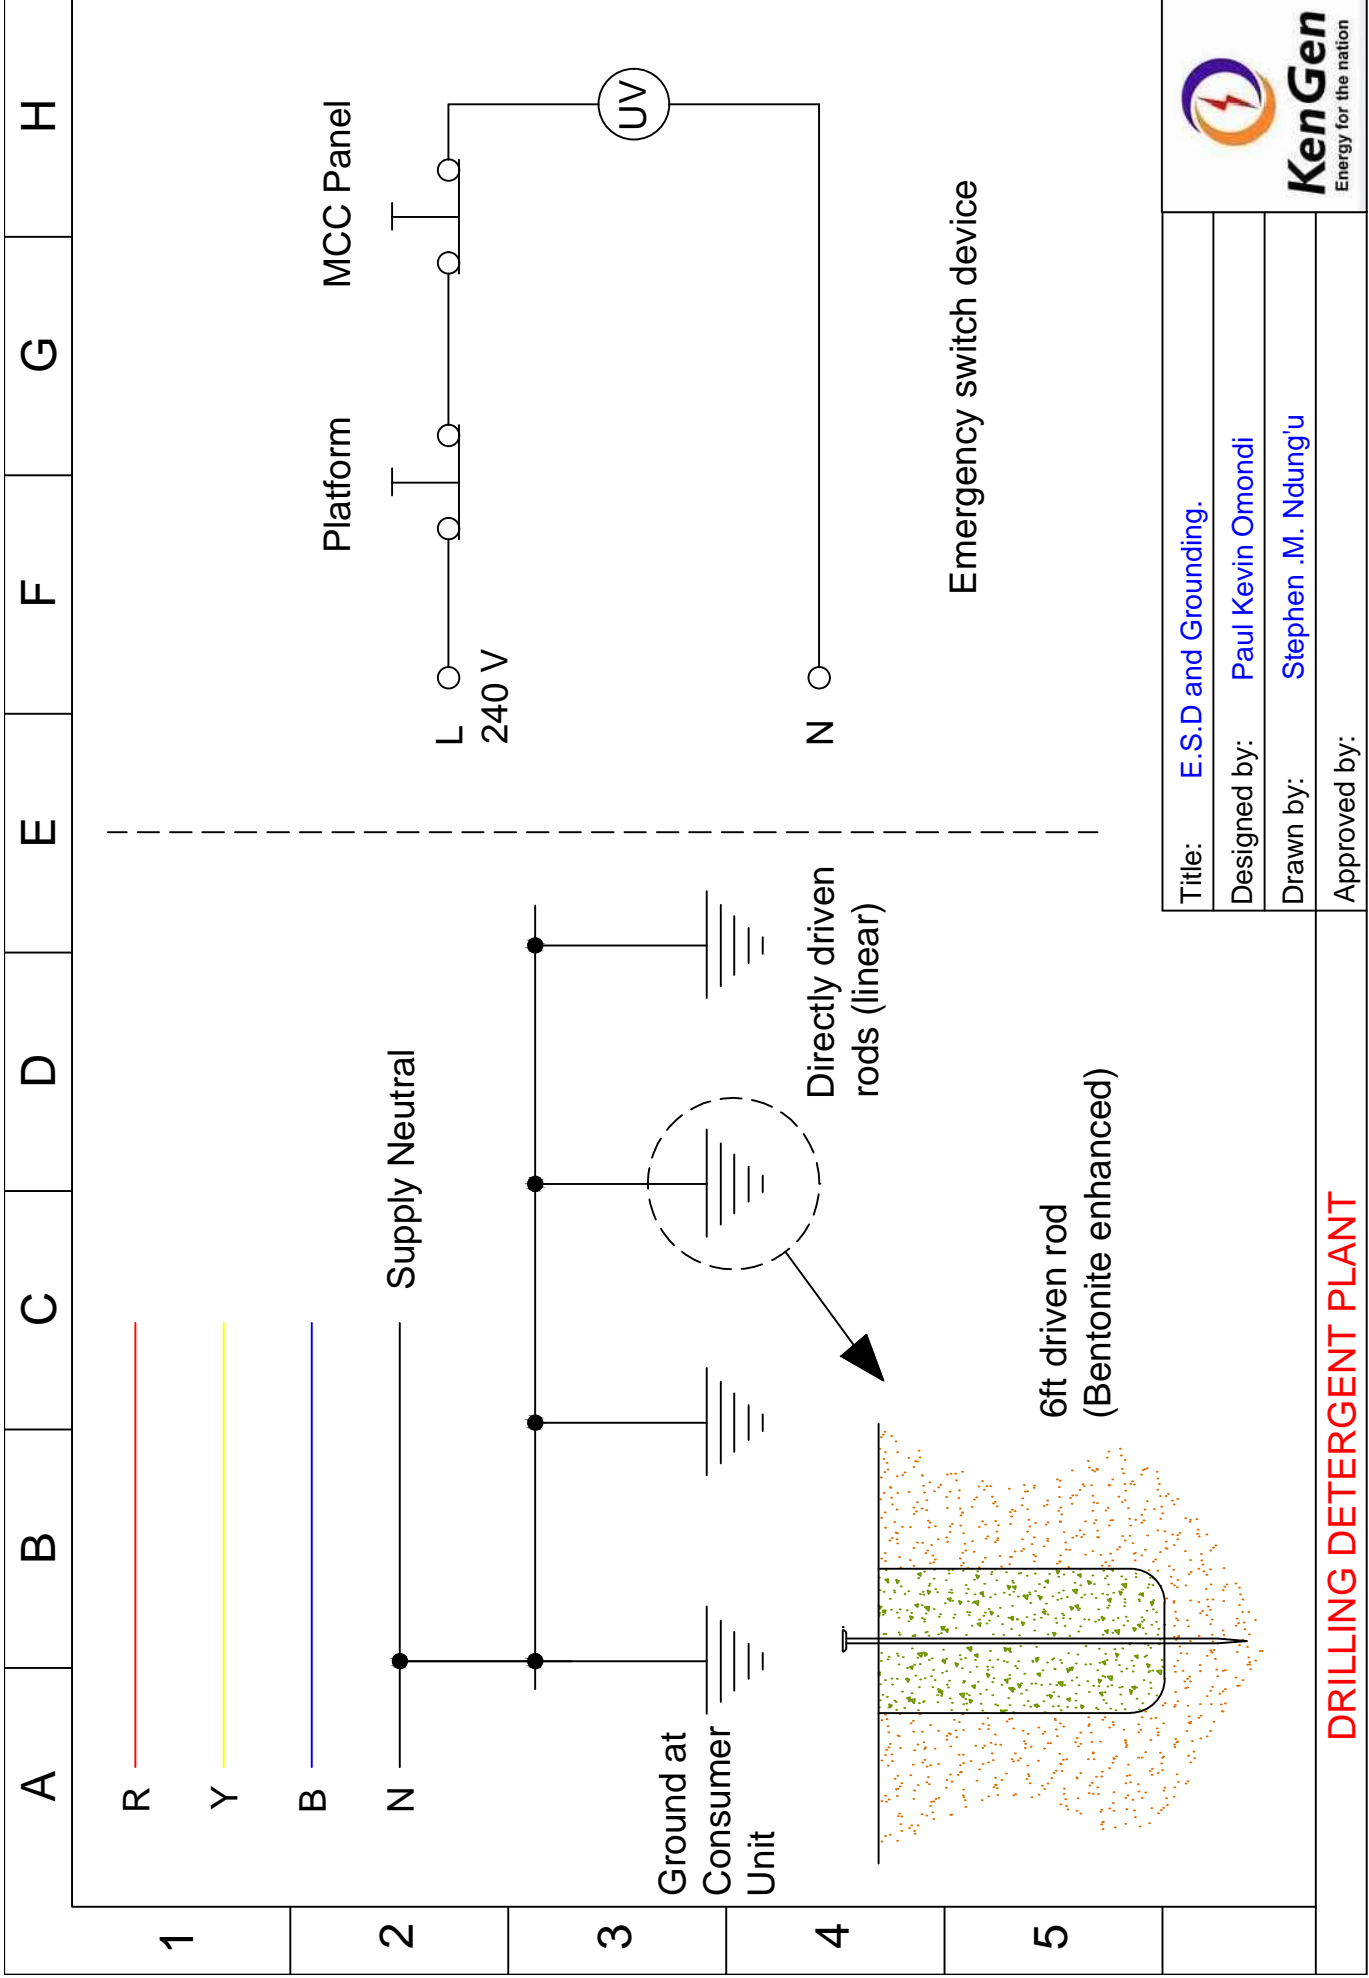 A
B
C
D
E
F
G
H
1
2
3
4
5
R
Y
B
N
Supply Neutral
Ground at
Consumer
Unit
Directly driven
rods (linear)
6ft driven rod
(Bentonite enhanced)
Platform
MCC Panel
L
240 V
UV
N
Emergency switch device
Title: E.S.D and Grounding.
Designed by: Paul Kevin Omondi
Drawn by: Stephen .M. Ndung'u
Approved by:
KenGen
Energy for the nation
DRILLING DETERGENT PLANT